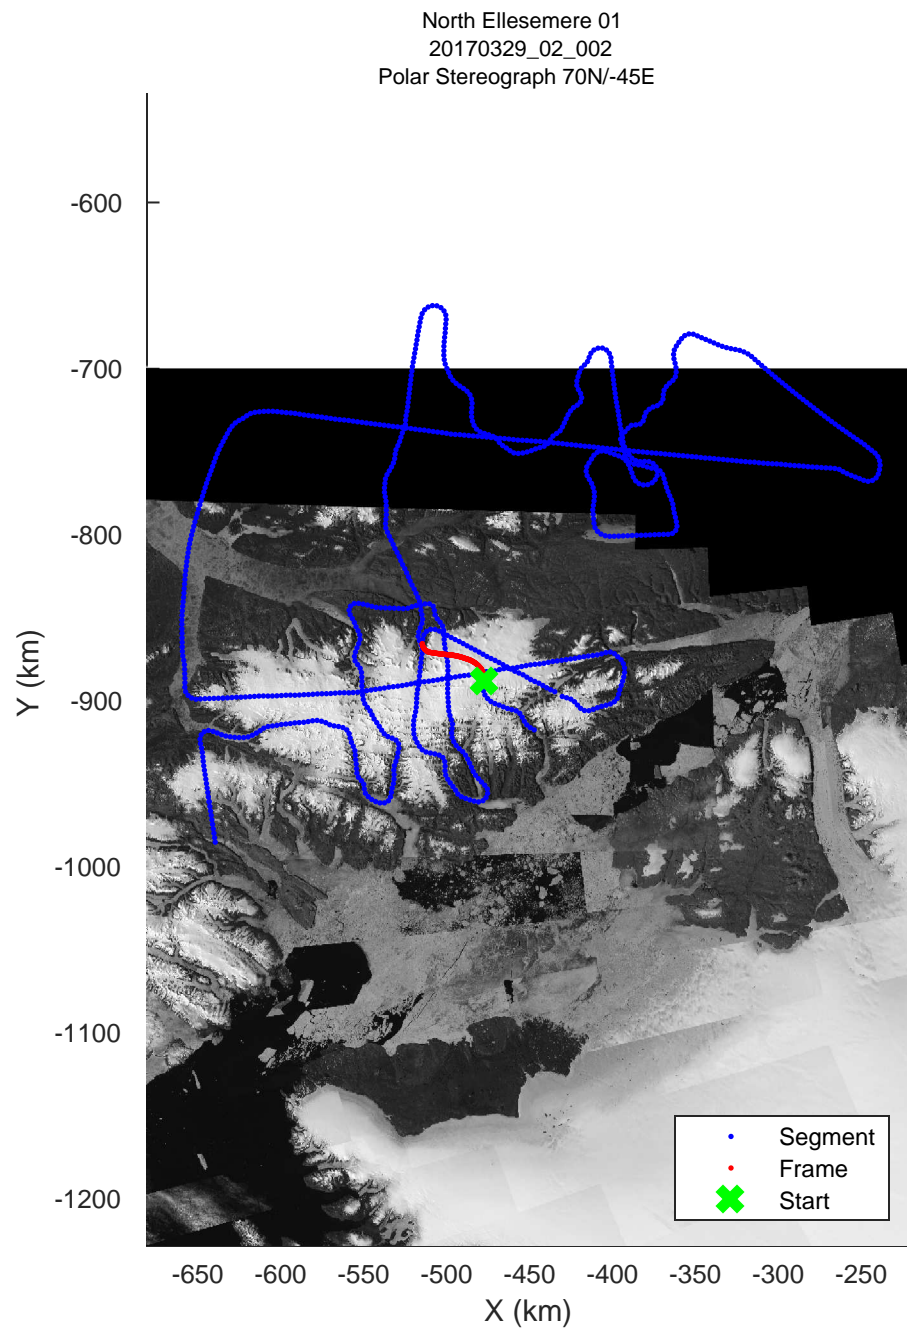 North Ellesemere 01
20170329_02_002
Polar Stereograph 70N/-45E
-600
-700
-800
-900
-1000
-1100
-1200
Y (km)
Segment
Frame
Start
-650 -600 -550 -500 -450 -400 -350 -300 -250
X (km)